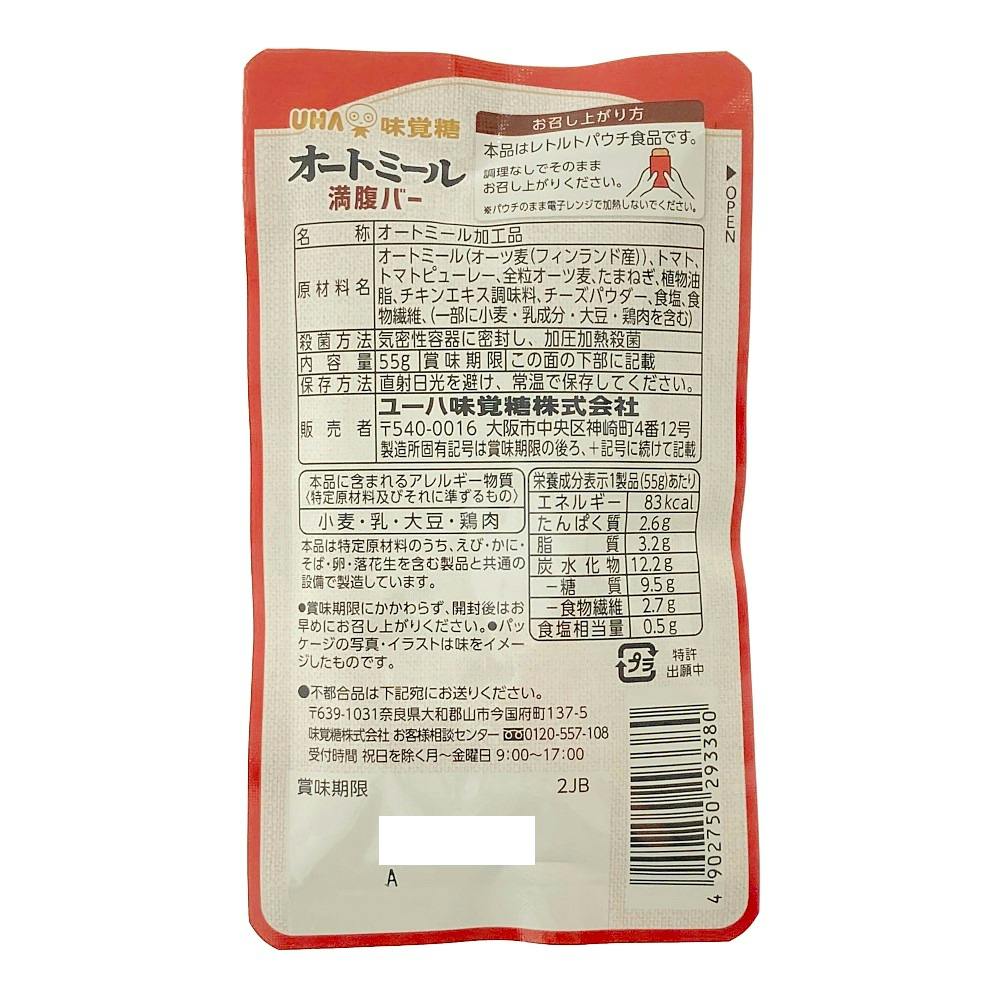 UHA 味覚糖
オートミール
満腹バー
お召し上がり方
本品はレトルトパウチ食品です。
調理なしでそのまま
お召し上がりください。
※パウチのまま電子レンジで加熱しないでください。
▶OPEN
名称 オートミール加工品
原材料名 オートミール(オーツ麦(フィンランド産))、トマト、
トマトピューレー、全粒オーツ麦、たまねぎ、植物油
脂、チキンエキス調味料、チーズパウダー、食塩、食
物繊維、(一部に小麦・乳成分・大豆・鶏肉を含む)
殺菌方法 気密性容器に密封し、加圧加熱殺菌
内容量 55g 賞味期限 この面の下部に記載
保存方法 直射日光を避け、常温で保存してください。
販売者 ユーハ味覚糖株式会社
〒540-0016 大阪市中央区神崎町4番12号
製造所固有記号は賞味期限の後ろ、+記号に続けて記載
本品に含まれるアレルギー物質
〈特定原材料及びそれに準ずるもの〉
小麦・乳・大豆・鶏肉
本品は特定原材料のうち、えび・かに・
そば・卵・落花生を含む製品と共通の
設備で製造しています。
●賞味期限にかかわらず、開封後はお
早めにお召し上がりください。●パッ
ケージの写真・イラストは味をイメー
ジしたものです。
栄養成分表示1製品(55g)あたり
エネルギー 83kcal
たんぱく質 2.6g
脂質 3.2g
炭水化物 12.2g
－糖質 9.5g
－食物繊維 2.7g
食塩相当量 0.5g
プラ
特許
出願中
●不都合品は下記宛にお送りください。
〒639-1031奈良県大和郡山市今国府町137-5
味覚糖株式会社 お客様相談センター 0120-557-108
受付時間 祝日を除く月～金曜日 9:00～17:00
賞味期限 2JB
A
4 902750 293380